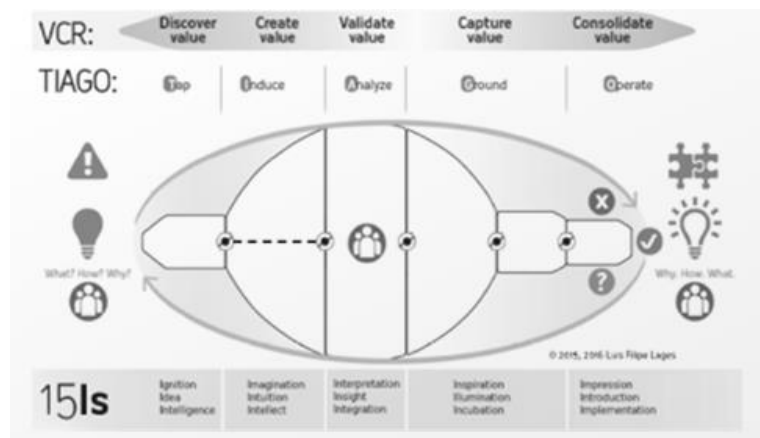 VCR:
Discover value
Create value
Validate value
Capture value
Consolidate value
TIAGO:
Tap
Induce
Analyze
Ground
Operate
What? How? Why?
Why. How. What.
© 2015, 2016 Luis Filipe Lages
15Is
Ignition
Idea
Intelligence
Imagination
Intuition
Intellect
Interpretation
Insight
Integration
Inspiration
Illumination
Incubation
Impression
Introduction
Implementation